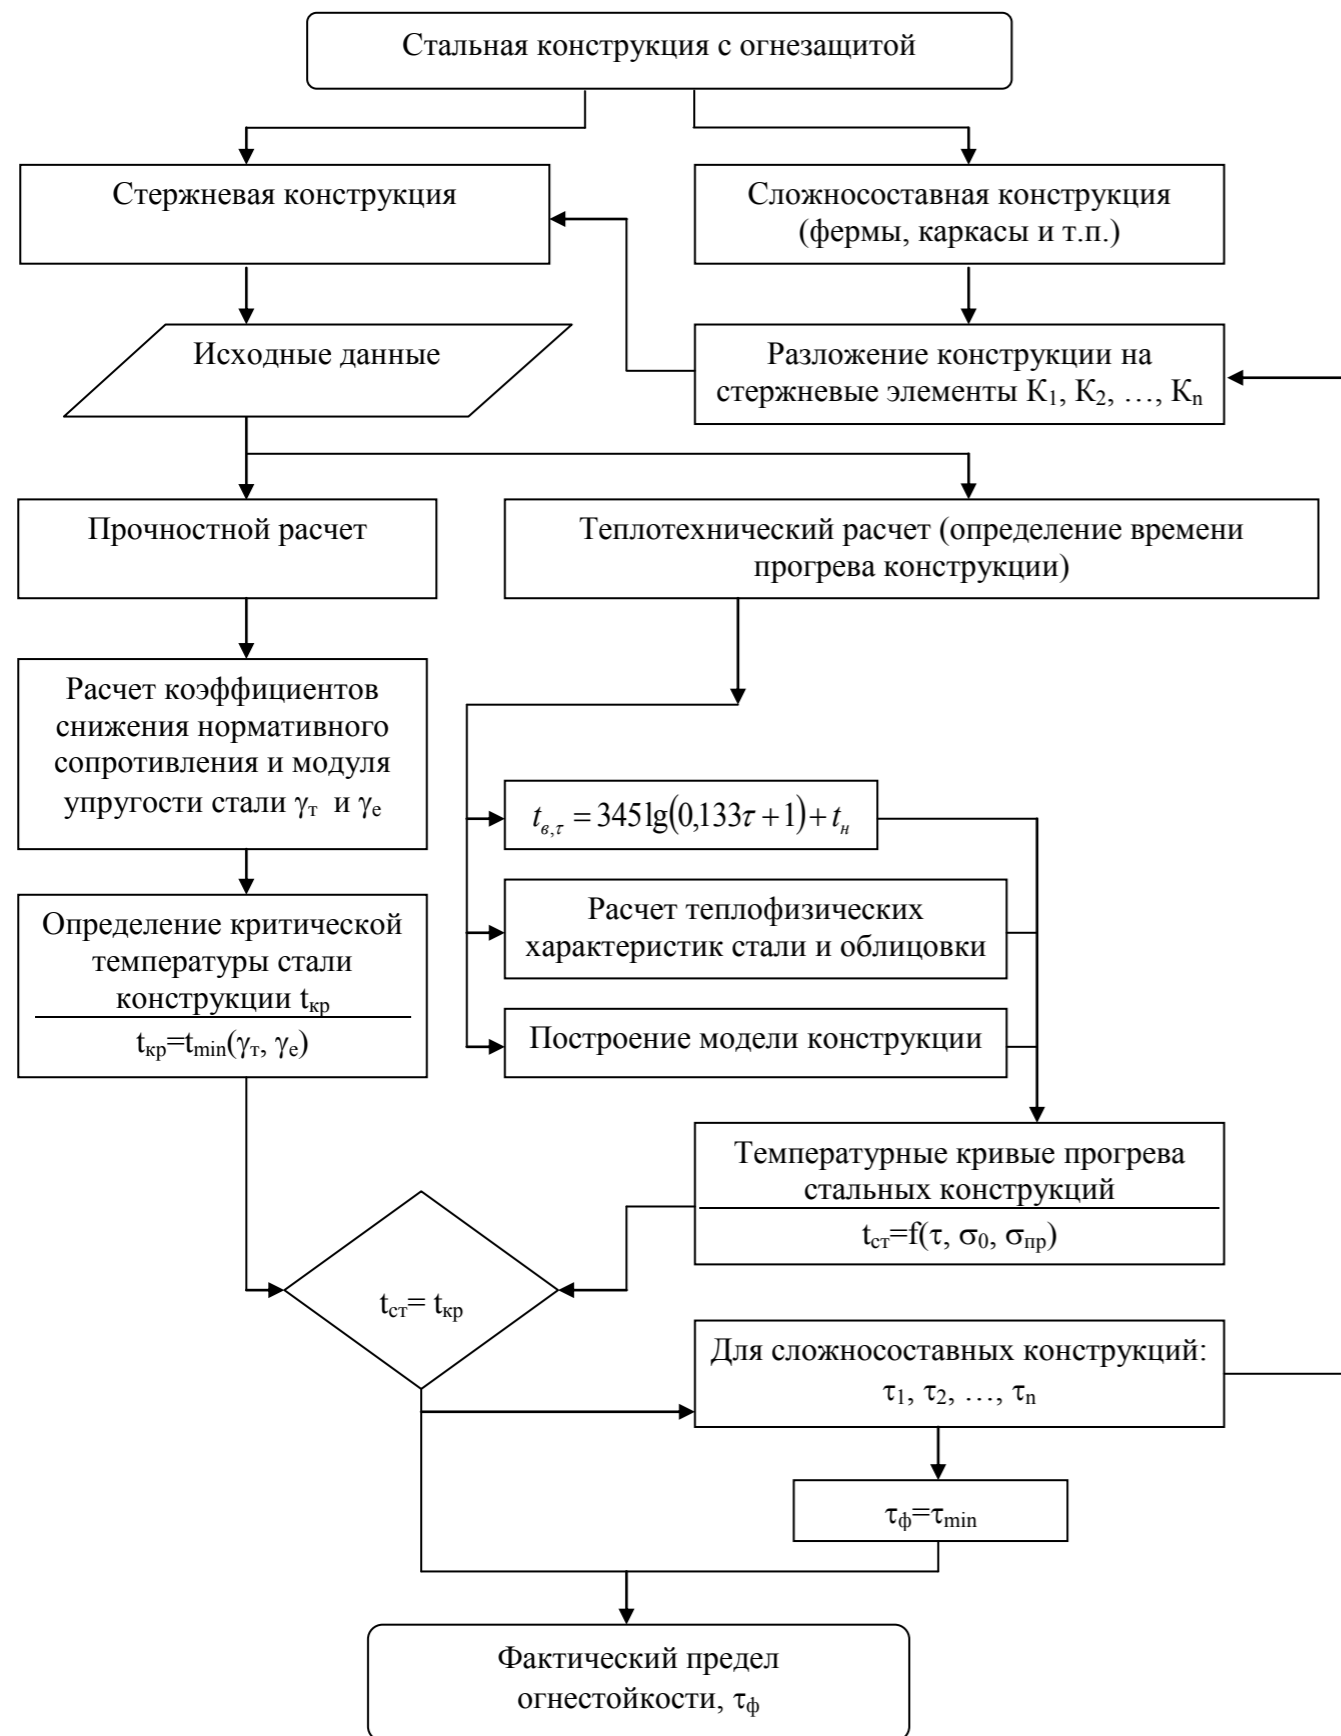 Стальная конструкция с огнезащитой
Стержневая конструкция
Сложносоставная конструкция
(фермы, каркасы и т.п.)
Исходные данные
Разложение конструкции на
стержневые элементы К₁, К₂, …, Кₙ
Прочностной расчет
Теплотехнический расчет (определение времени
прогрева конструкции)
Расчет коэффициентов
снижения нормативного
сопротивления и модуля
упругости стали γт и γе
t_{в,τ} = 345lg(0,133τ + 1) + t_н
Расчет теплофизических
характеристик стали и облицовки
Построение модели конструкции
Определение критической
температуры стали
конструкции tкр
tкр=tmin(γт, γе)
Температурные кривые прогрева
стальных конструкций
tст=f(τ, σ₀, σпр)
tст= tкр
Для сложносоставных конструкций:
τ₁, τ₂, …, τₙ
τф=τmin
Фактический предел
огнестойкости, τф